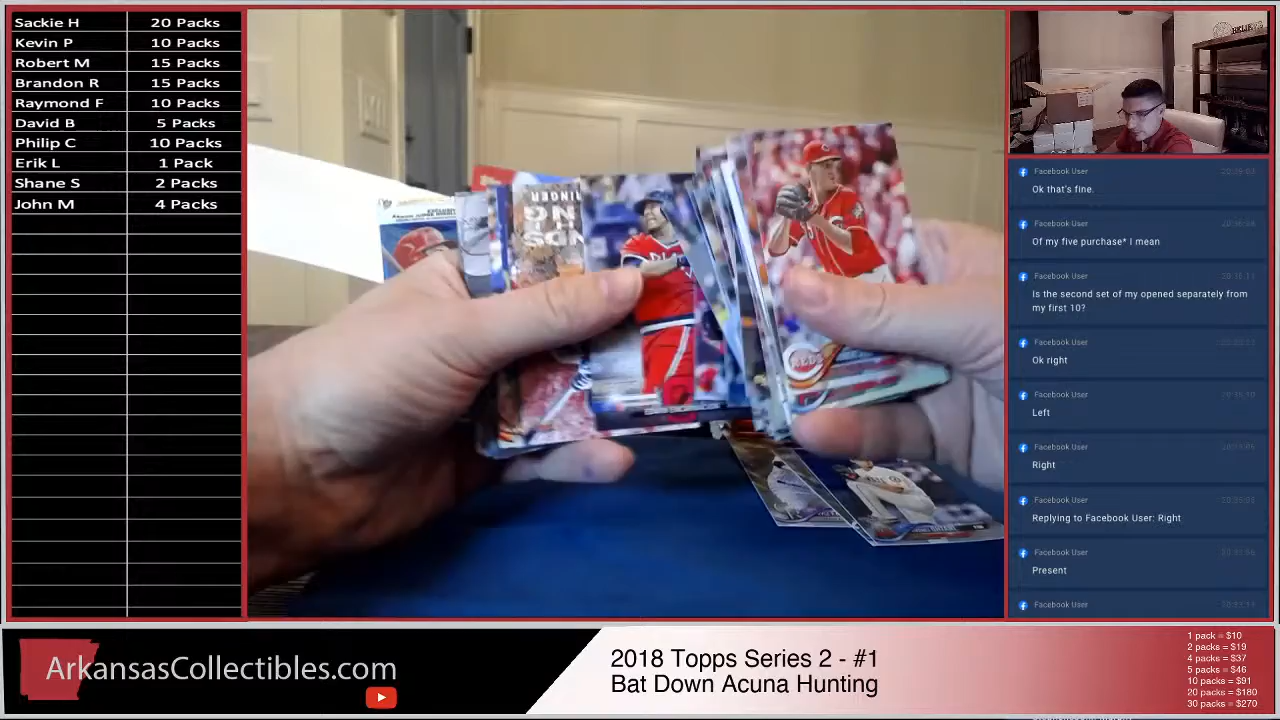 Sackie H 20 Packs
Kevin P 10 Packs
Robert M 15 Packs
Brandon R 15 Packs
Raymond F 10 Packs
David B 5 Packs
Philip C 10 Packs
Erik L 1 Pack
Shane S 2 Packs
John M 4 Packs
Facebook User
Ok that's fine.
Facebook User
Of my five purchase* I mean
Facebook User
Is the second set of my opened separately from
my first 10?
Facebook User
Ok right
Facebook User
Left
Facebook User
Right
Facebook User
Replying to Facebook User: Right
Facebook User
Present
Facebook User
ArkansasCollectibles.com
2018 Topps Series 2 - #1
Bat Down Acuna Hunting
1 pack = $10
2 packs = $19
4 packs = $37
5 packs = $46
10 packs = $91
20 packs = $180
30 packs = $270